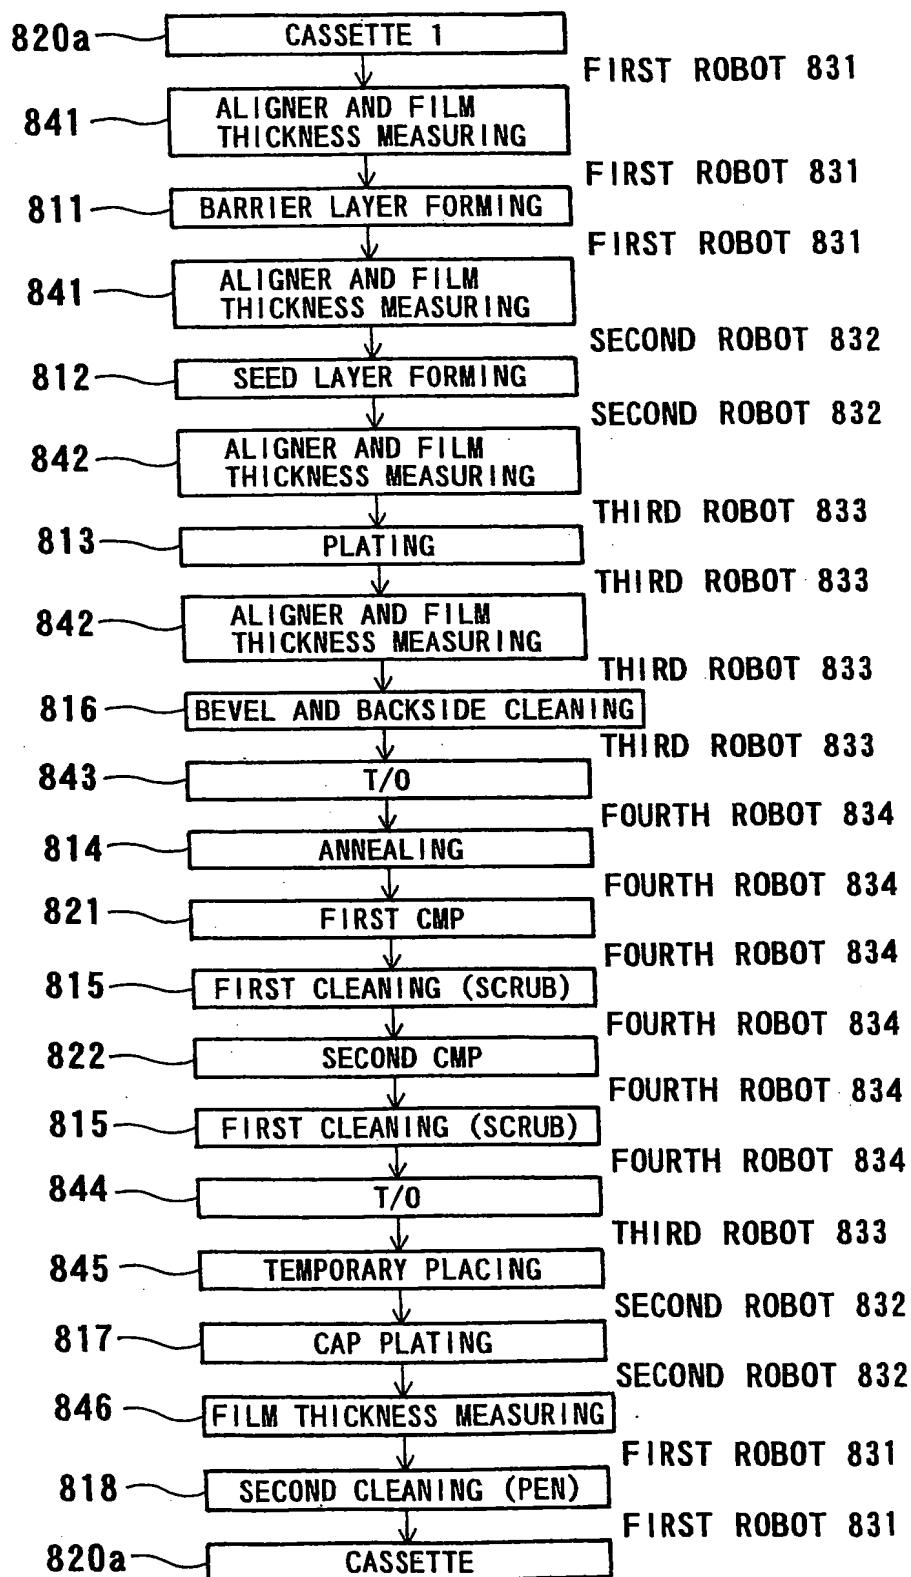 820a CASSETTE 1
FIRST ROBOT 831
841 ALIGNER AND FILM
THICKNESS MEASURING
FIRST ROBOT 831
811 BARRIER LAYER FORMING
FIRST ROBOT 831
841 ALIGNER AND FILM
THICKNESS MEASURING
SECOND ROBOT 832
812 SEED LAYER FORMING
SECOND ROBOT 832
842 ALIGNER AND FILM
THICKNESS MEASURING
THIRD ROBOT 833
813 PLATING
THIRD ROBOT 833
842 ALIGNER AND FILM
THICKNESS MEASURING
THIRD ROBOT 833
816 BEVEL AND BACKSIDE CLEANING
THIRD ROBOT 833
843 T/O
FOURTH ROBOT 834
814 ANNEALING
FOURTH ROBOT 834
821 FIRST CMP
FOURTH ROBOT 834
815 FIRST CLEANING (SCRUB)
FOURTH ROBOT 834
822 SECOND CMP
FOURTH ROBOT 834
815 FIRST CLEANING (SCRUB)
FOURTH ROBOT 834
844 T/O
THIRD ROBOT 833
845 TEMPORARY PLACING
SECOND ROBOT 832
817 CAP PLATING
SECOND ROBOT 832
846 FILM THICKNESS MEASURING
FIRST ROBOT 831
818 SECOND CLEANING (PEN)
FIRST ROBOT 831
820a CASSETTE